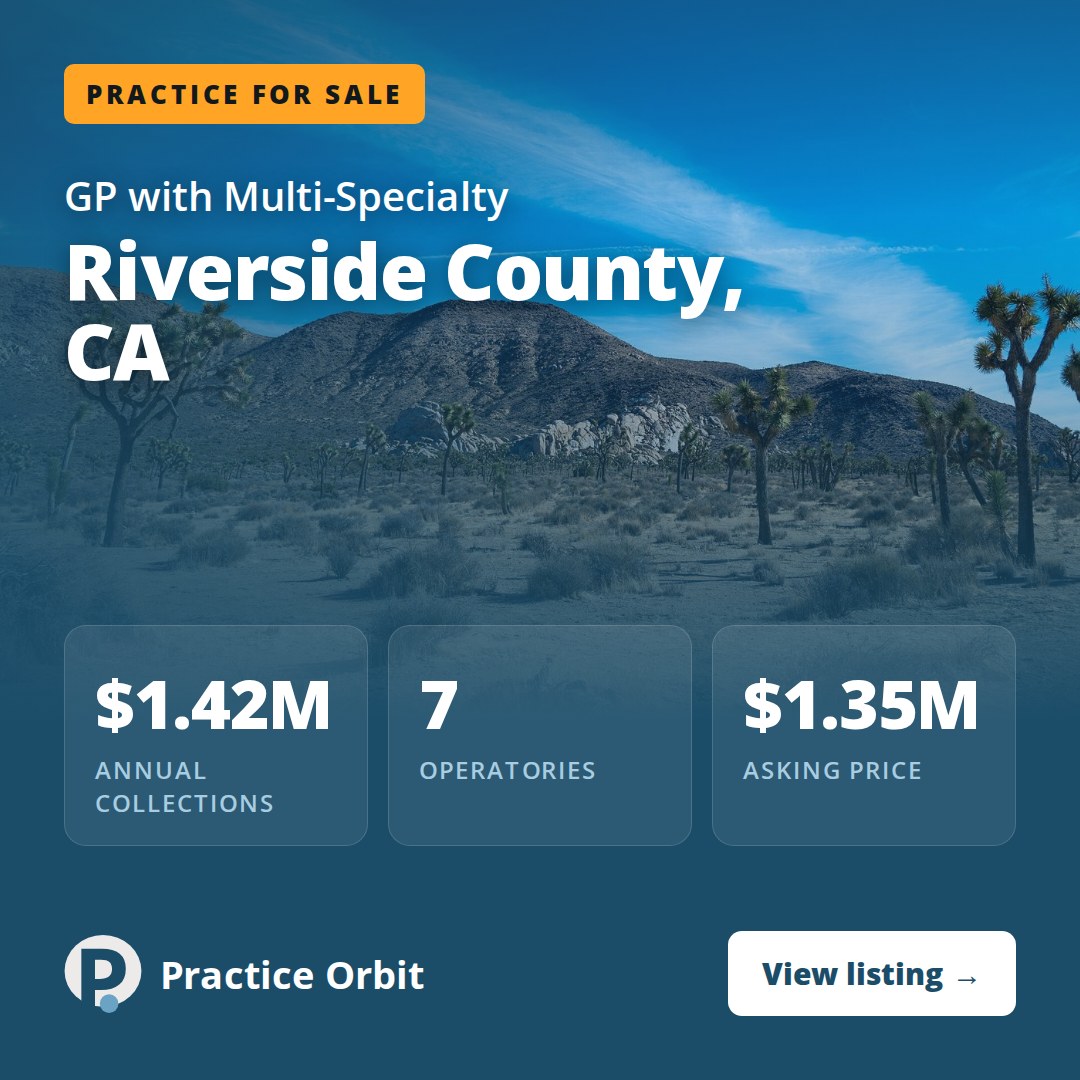 PRACTICE FOR SALE
GP with Multi-Specialty
Riverside County,
CA
$1.42M
ANNUAL
COLLECTIONS
7
OPERATORIES
$1.35M
ASKING PRICE
Practice Orbit
View listing →